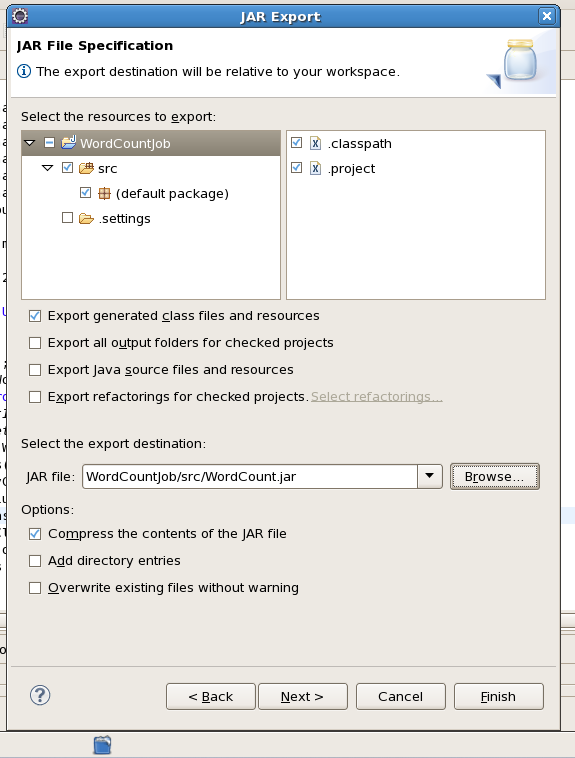 JAR Export
JAR File Specification
The export destination will be relative to your workspace.
Select the resources to export:
WordCountJob
src
(default package)
.settings
.classpath
.project
Export generated class files and resources
Export all output folders for checked projects
Export Java source files and resources
Export refactorings for checked projects. Select refactorings...
Select the export destination:
JAR file: WordCountJob/src/WordCount.jar Browse...
Options:
Compress the contents of the JAR file
Add directory entries
Overwrite existing files without warning
? < Back Next > Cancel Finish